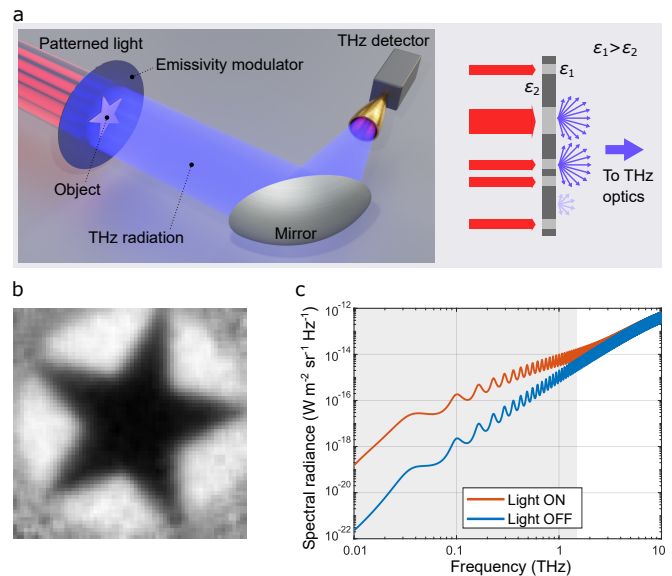 a
Patterned light
Emissivity modulator
THz detector
Object
THz radiation
Mirror
ε₁>ε₂
ε₁
ε₂
To THz
optics
b
c
Spectral radiance (W m⁻² sr⁻¹ Hz⁻¹)
10⁻¹²
10⁻¹⁴
10⁻¹⁶
10⁻¹⁸
10⁻²⁰
10⁻²²
Light ON
Light OFF
0.01
0.1
1
10
Frequency (THz)